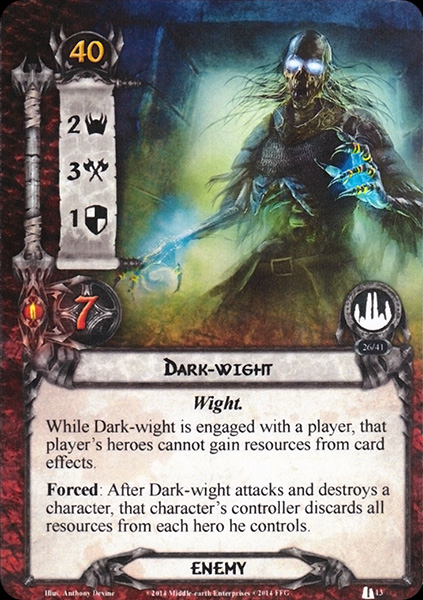 40
2
3
1
7
26/41
DARK-WIGHT
Wight.
While Dark-wight is engaged with a player, that
player's heroes cannot gain resources from card
effects.
Forced: After Dark-wight attacks and destroys a
character, that character's controller discards all
resources from each hero he controls.
ENEMY
Illus. Anthony Devine © 2014 Middle-earth Enterprises © 2014 FFG 13